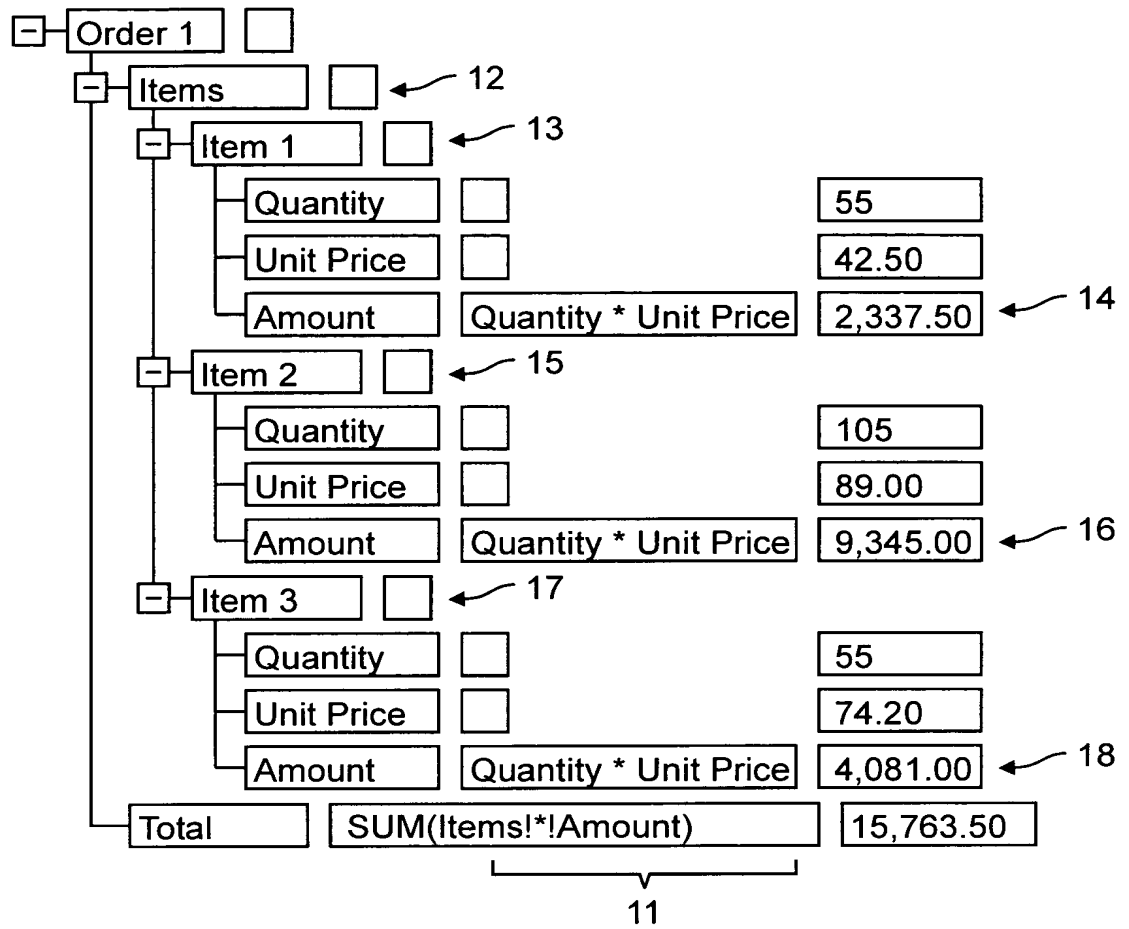 Order 1
Items 12
Item 1 13
Quantity 55
Unit Price 42.50
Amount Quantity * Unit Price 2,337.50 14
Item 2 15
Quantity 105
Unit Price 89.00
Amount Quantity * Unit Price 9,345.00 16
Item 3 17
Quantity 55
Unit Price 74.20
Amount Quantity * Unit Price 4,081.00 18
Total SUM(Items!*!Amount) 15,763.50
11